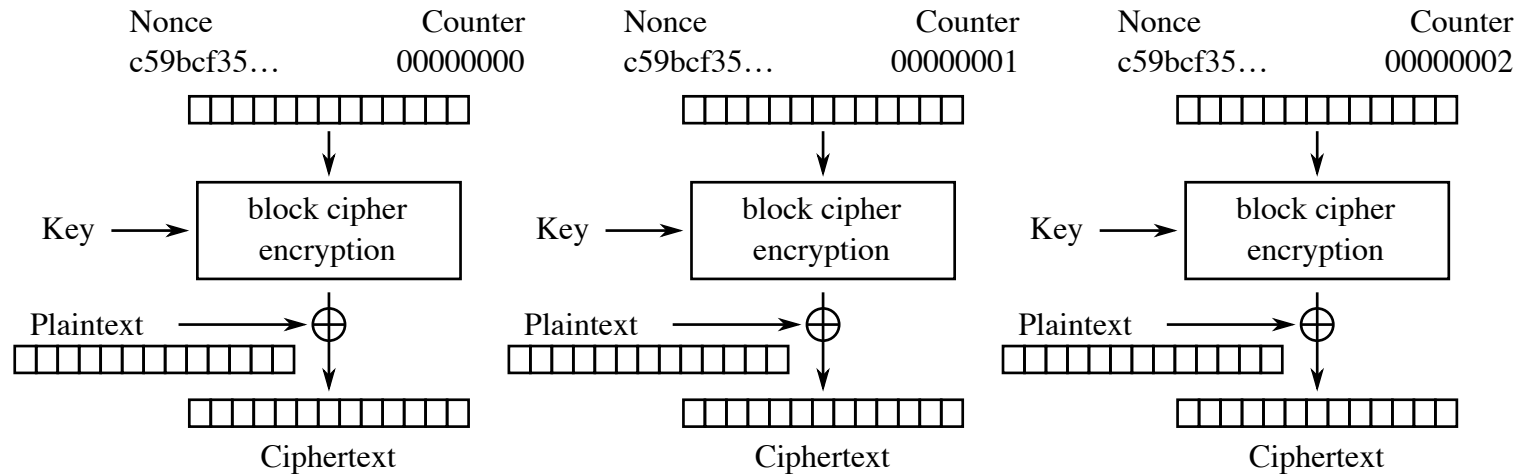 Nonce Counter Nonce Counter Nonce Counter
c59bcf35… 00000000 c59bcf35… 00000001 c59bcf35… 00000002
block cipher block cipher block cipher
Key Key Key
encryption encryption encryption
Plaintext Plaintext Plaintext
Ciphertext Ciphertext Ciphertext